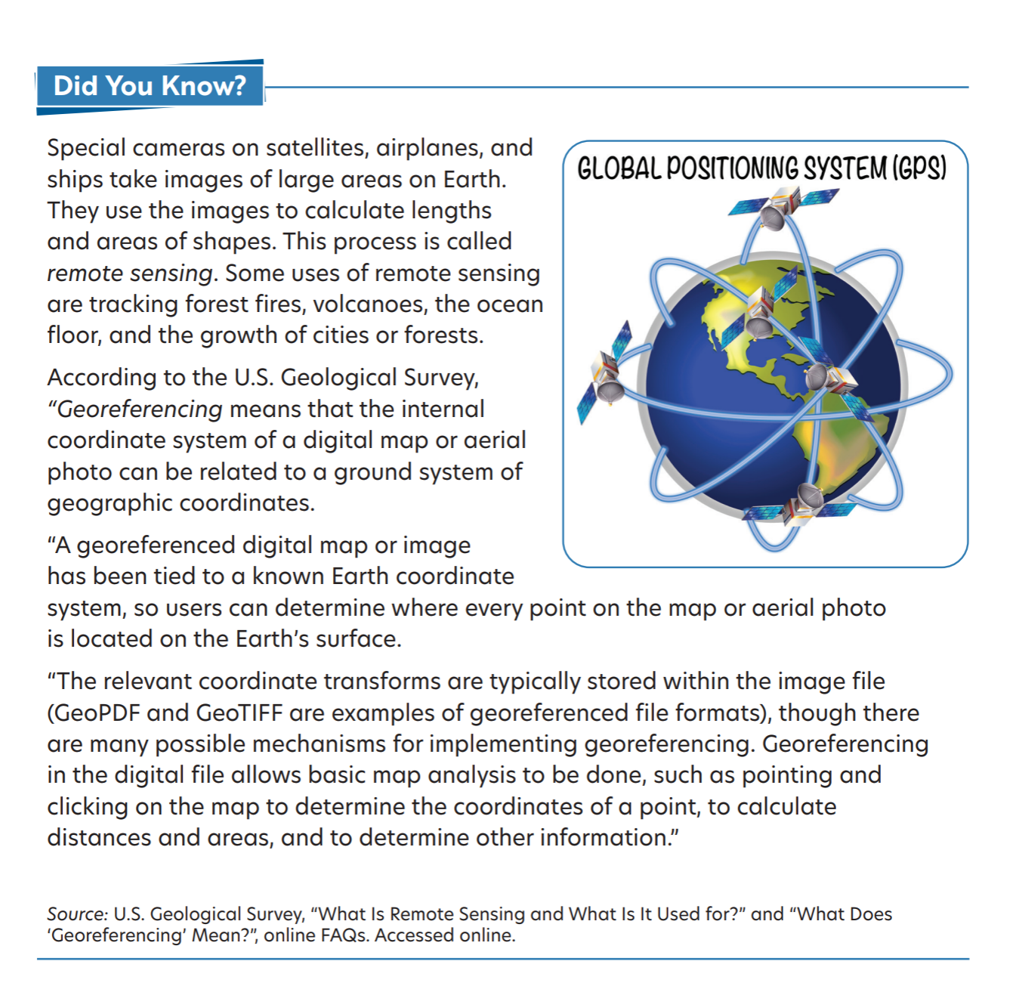 Did You Know?
Special cameras on satellites, airplanes, and
ships take images of large areas on Earth.
They use the images to calculate lengths
and areas of shapes. This process is called
remote sensing. Some uses of remote sensing
are tracking forest fires, volcanoes, the ocean
floor, and the growth of cities or forests.
According to the U.S. Geological Survey,
“Georeferencing means that the internal
coordinate system of a digital map or aerial
photo can be related to a ground system of
geographic coordinates.
“A georeferenced digital map or image
has been tied to a known Earth coordinate
system, so users can determine where every point on the map or aerial photo
is located on the Earth’s surface.
“The relevant coordinate transforms are typically stored within the image file
(GeoPDF and GeoTIFF are examples of georeferenced file formats), though there
are many possible mechanisms for implementing georeferencing. Georeferencing
in the digital file allows basic map analysis to be done, such as pointing and
clicking on the map to determine the coordinates of a point, to calculate
distances and areas, and to determine other information.”
GLOBAL POSITIONING SYSTEM (GPS)
Source: U.S. Geological Survey, “What Is Remote Sensing and What Is It Used for?” and “What Does
‘Georeferencing’ Mean?”, online FAQs. Accessed online.